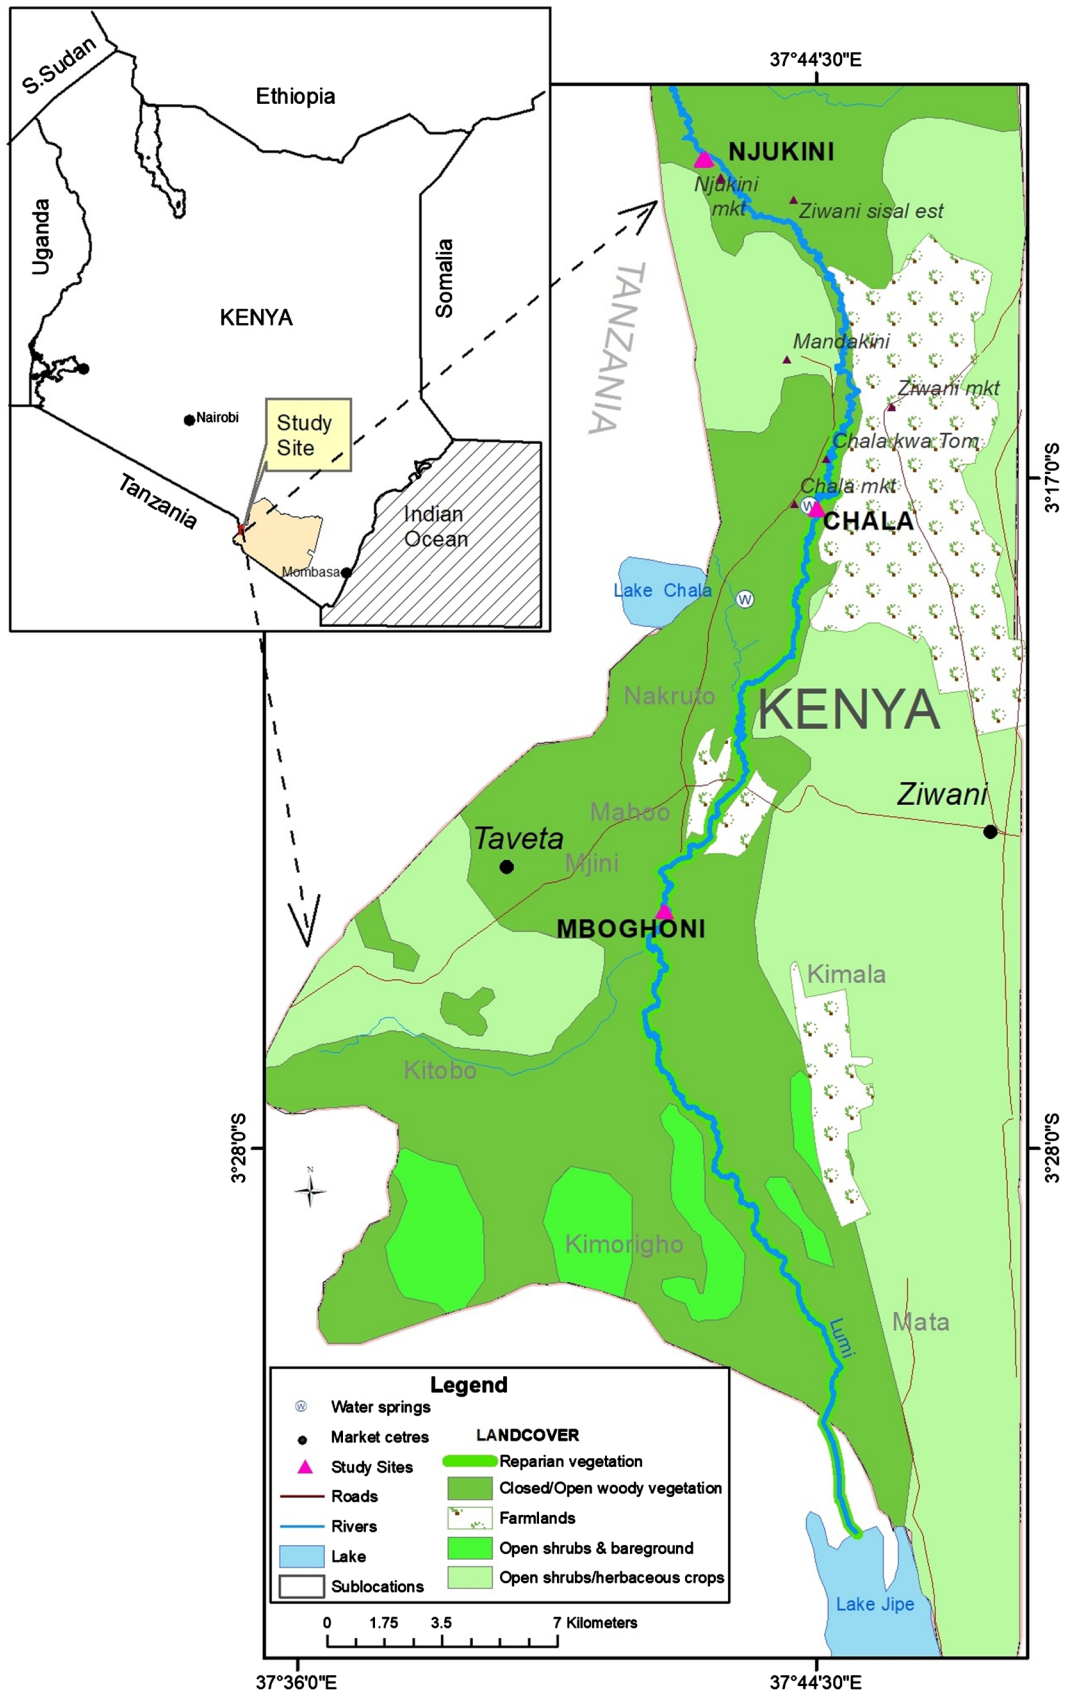 S.Sudan
Ethiopia
Uganda
Somalia
KENYA
Nairobi
Study
Site
Tanzania
Indian
Ocean
Mombasa
37°44'30"E
NJUKINI
Njukini
mkt
Ziwani sisal est
TANZANIA
Mandakini
Ziwani mkt
Chala kwa Tom
Chala mkt
W
CHALA
3°17'0"S
Lake Chala
W
Nakruto
KENYA
Ziwani
Mahoo
Taveta
Mjini
MBOGHONI
Kimala
Kitobo
3°28'0"S
3°28'0"S
N
Kimorigho
Mata
Lumi
Legend
W Water springs
Market cetres
Study Sites
Roads
Rivers
Lake
Sublocations
LANDCOVER
Reparian vegetation
Closed/Open woody vegetation
Farmlands
Open shrubs & bareground
Open shrubs/herbaceous crops
Lake Jipe
0 1.75 3.5 7 Kilometers
37°36'0"E
37°44'30"E